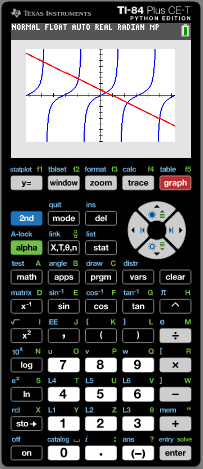 TEXAS INSTRUMENTS TI-84 Plus CE-T
PYTHON EDITION
NORMAL FLOAT AUTO REAL RADIAN MP
statplot f1 tblset f2 format f3 calc f4 table f5
y= window zoom trace graph
quit ins
2nd mode del
A-lock link
alpha X,T,θ,n stat
list
test A angle B draw C distr
math apps prgm vars clear
matrix D sin⁻¹ E cos⁻¹ F tan⁻¹ G π H
x⁻¹ sin cos tan ^
√ I EE J { K } L e M
x² , ( ) ÷
10ˣ N u O v P w Q [ R
log 7 8 9 ×
eˣ S L4 T L5 U L6 V ] W
ln 4 5 6 −
rcl X L1 Y L2 Z L3 θ mem "
sto→ 1 2 3 +
off catalog i : ans ? entry solve
on 0 . (−) enter